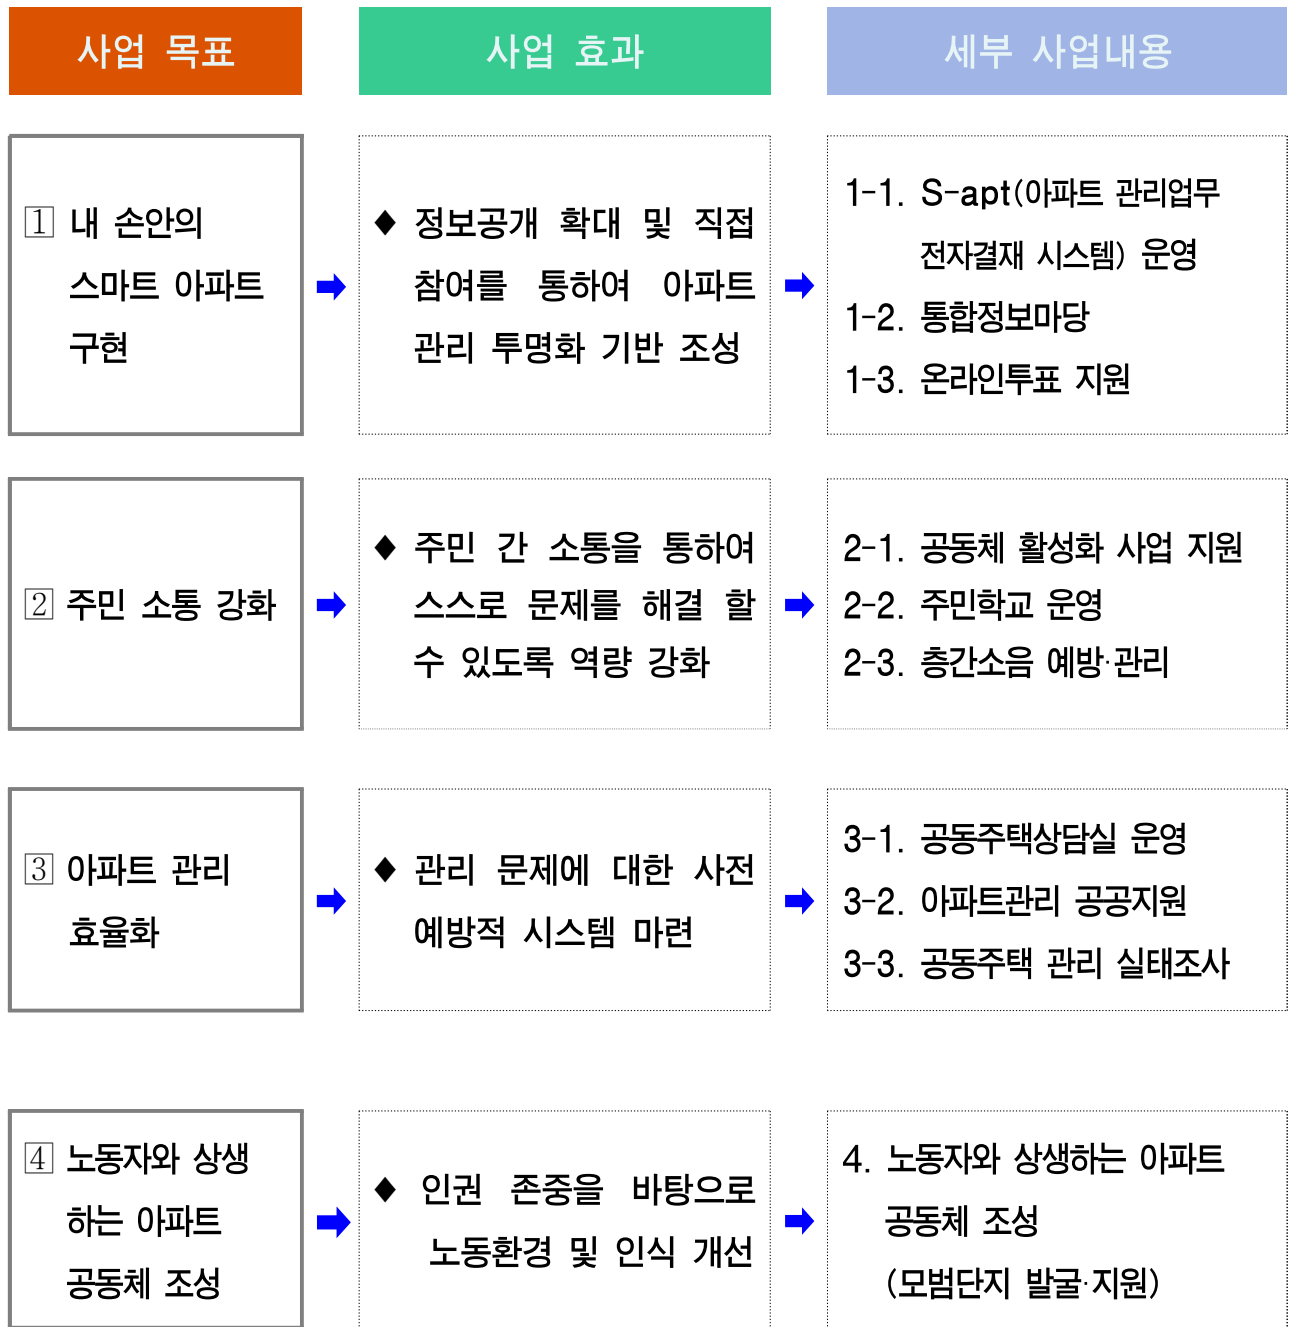 사업 목표
사업 효과
세부 사업내용
1 내 손안의
스마트 아파트
구현
◆ 정보공개 확대 및 직접
참여를 통하여 아파트
관리 투명화 기반 조성
1-1. S-apt(아파트 관리업무
전자결재 시스템) 운영
1-2. 통합정보마당
1-3. 온라인투표 지원
2 주민 소통 강화
◆ 주민 간 소통을 통하여
스스로 문제를 해결 할
수 있도록 역량 강화
2-1. 공동체 활성화 사업 지원
2-2. 주민학교 운영
2-3. 층간소음 예방·관리
3 아파트 관리
효율화
◆ 관리 문제에 대한 사전
예방적 시스템 마련
3-1. 공동주택상담실 운영
3-2. 아파트관리 공공지원
3-3. 공동주택 관리 실태조사
4 노동자와 상생
하는 아파트
공동체 조성
◆ 인권 존중을 바탕으로
노동환경 및 인식 개선
4. 노동자와 상생하는 아파트
공동체 조성
(모범단지 발굴·지원)